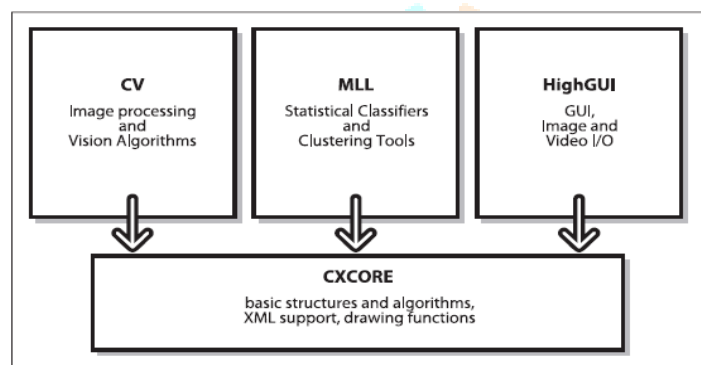 CV
Image processing
and
Vision Algorithms
MLL
Statistical Classifiers
and
Clustering Tools
HighGUI
GUI,
Image and
Video I/O
CXCORE
basic structures and algorithms,
XML support, drawing functions